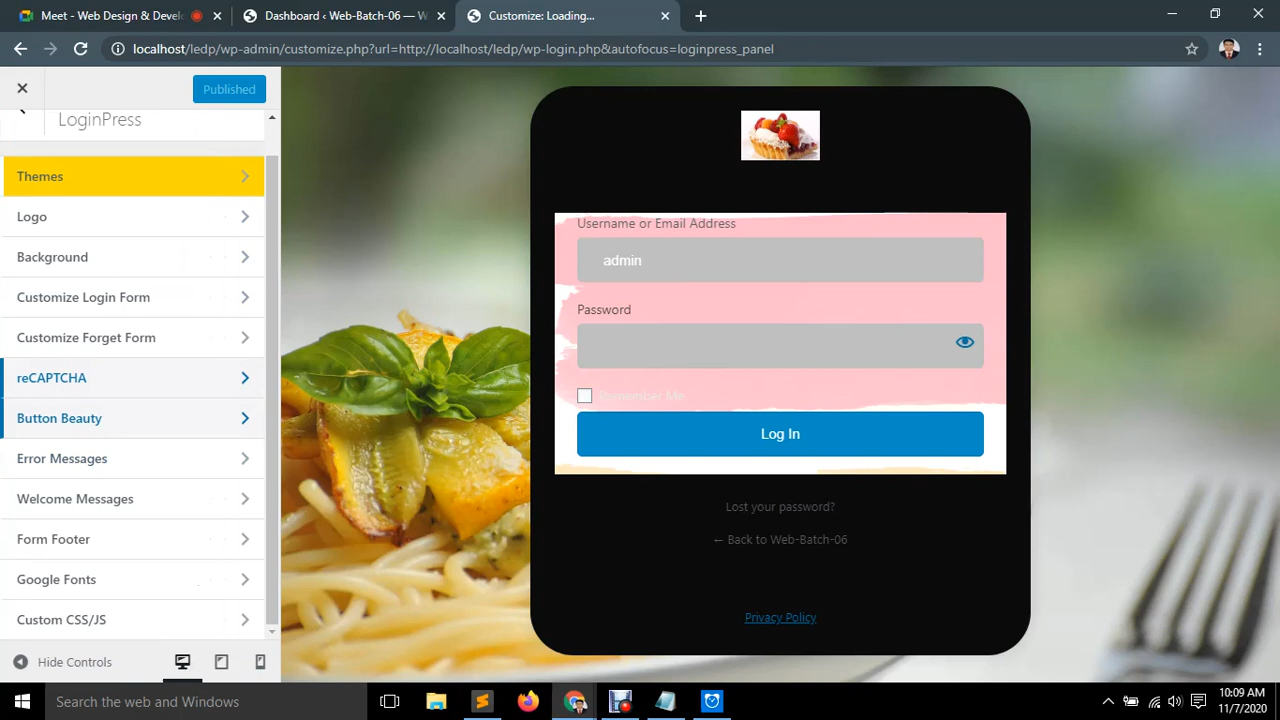 Meet - Web Design & Devel
Dashboard ‹ Web-Batch-06 — W
Customize: Loading...
localhost/ledp/wp-admin/customize.php?url=http://localhost/ledp/wp-login.php&autofocus=loginpress_panel
Published
LoginPress
Themes
Logo
Background
Customize Login Form
Customize Forget Form
reCAPTCHA
Button Beauty
Error Messages
Welcome Messages
Form Footer
Google Fonts
Custom CSS/JS
Hide Controls
Username or Email Address
admin
Password
Remember Me
Log In
Lost your password?
← Back to Web-Batch-06
Privacy Policy
Search the web and Windows
10:09 AM
11/7/2020